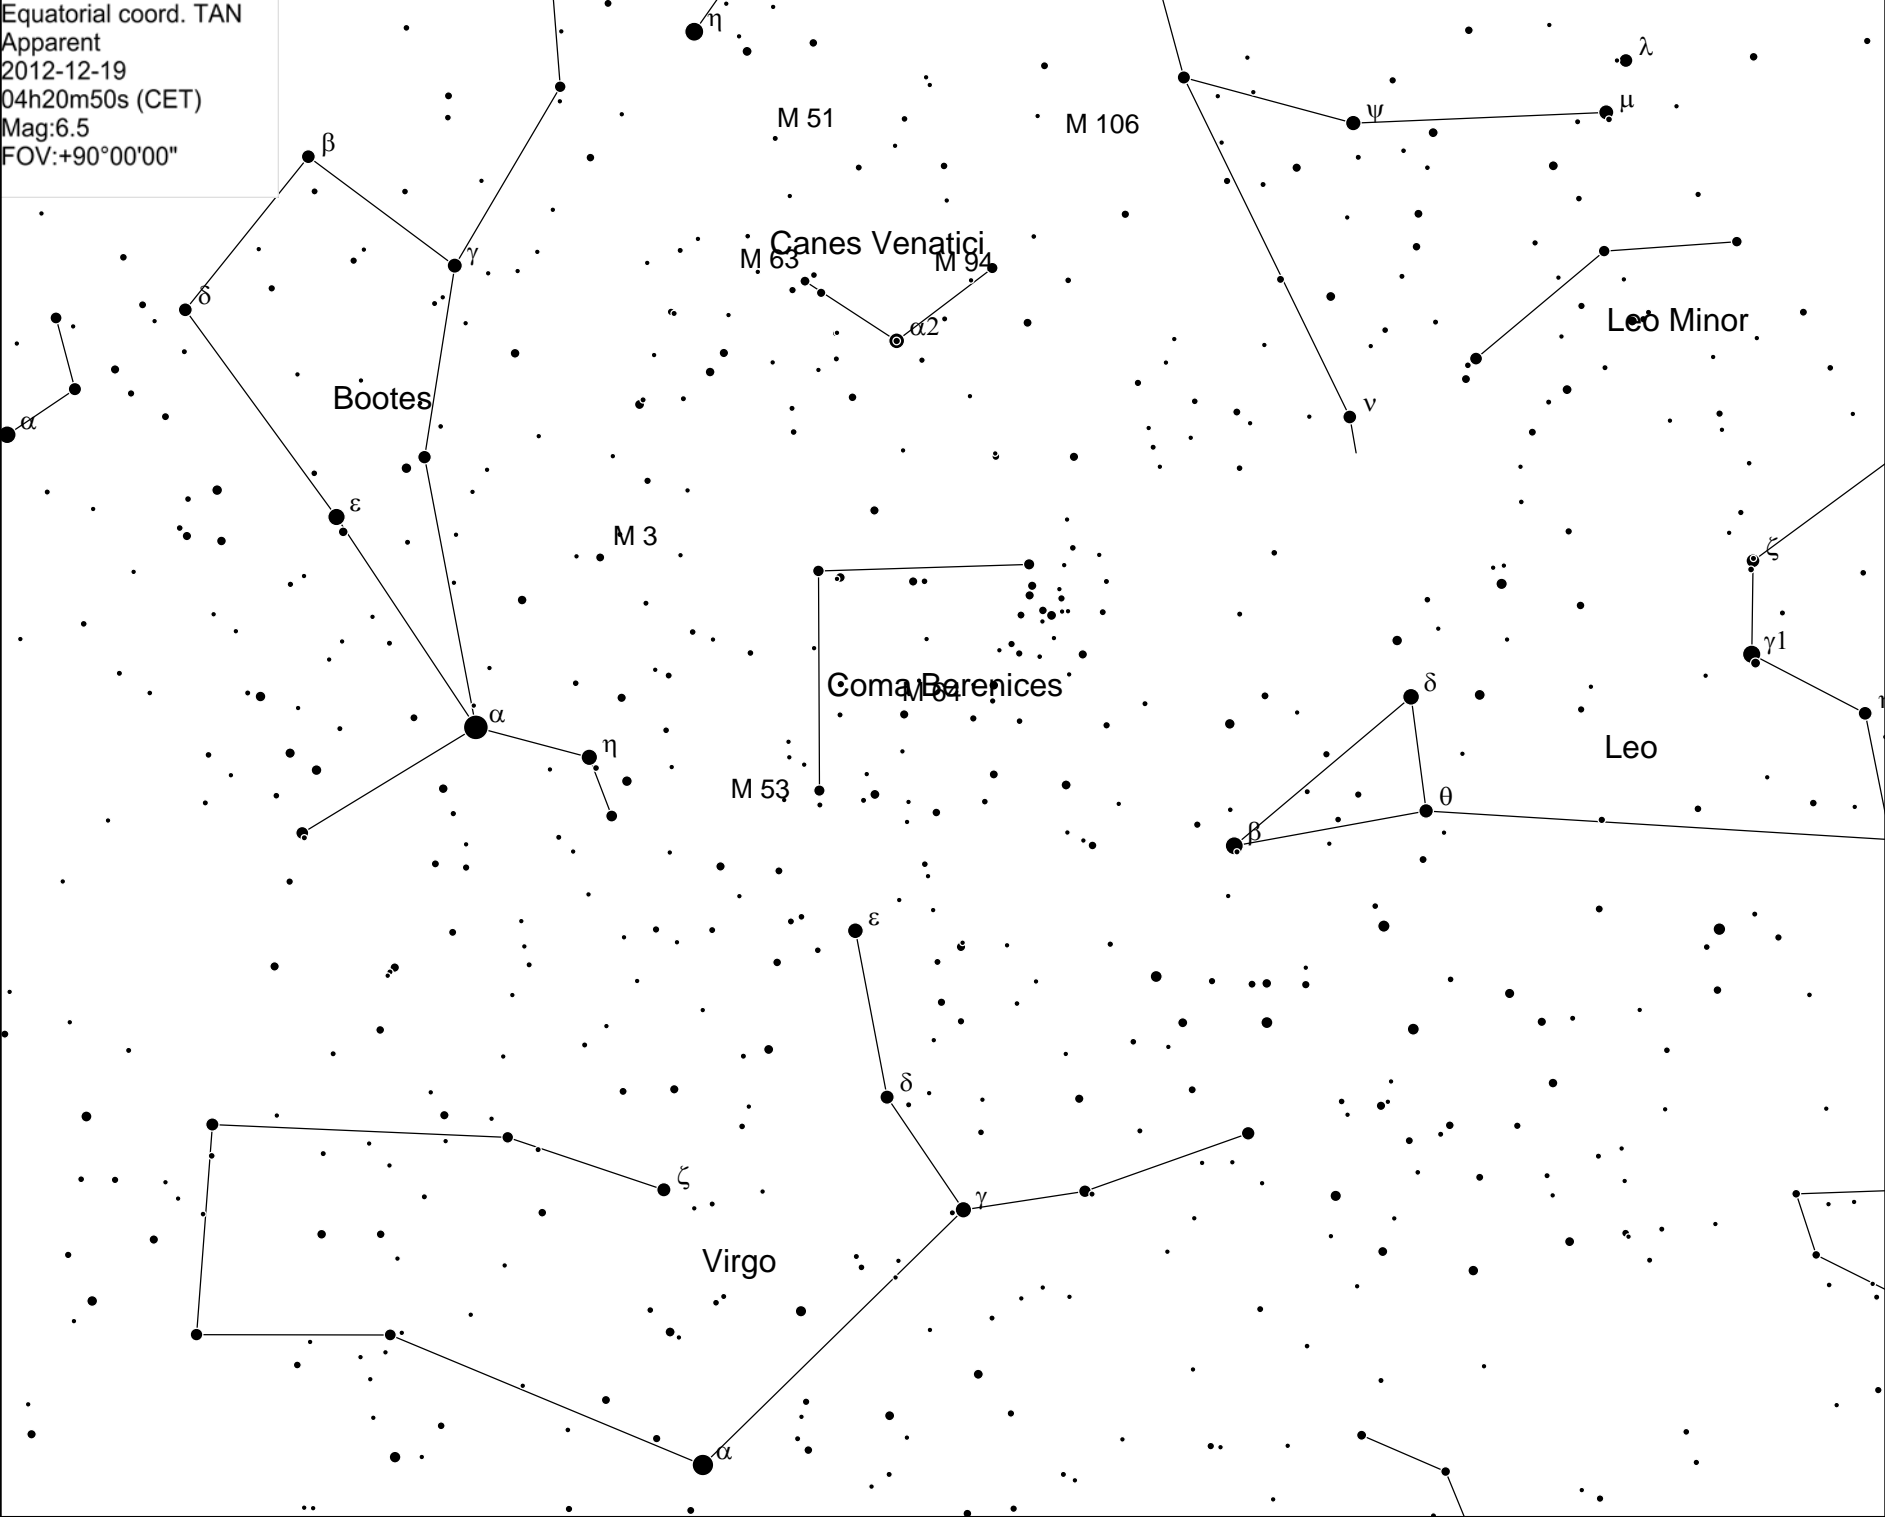 Equatorial coord. TAN
Apparent
2012-12-19
04h20m50s (CET)
Mag:6.5
FOV:+90°00'00"
η
λ
μ
ψ
M 51
M 106
β
γ
Canes Venatici
M 63
M 94
δ
α2
Leo Minor
Bootes
α
ν
ε
M 3
ζ
γ1
Coma Berenices
M 64
δ
α
η
Leo
M 53
θ
β
ε
δ
ζ
γ
Virgo
α